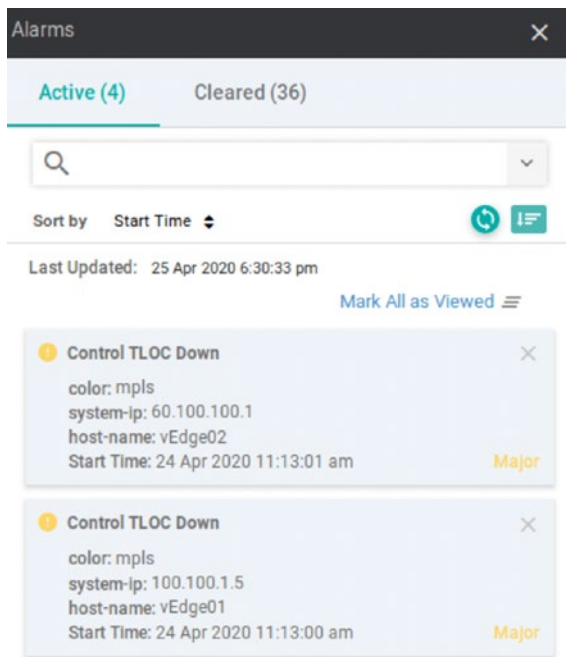 Alarms
Active (4) Cleared (36)
Sort by Start Time
Last Updated: 25 Apr 2020 6:30:33 pm
Mark All as Viewed
Control TLOC Down
color: mpls
system-ip: 60.100.100.1
host-name: vEdge02
Start Time: 24 Apr 2020 11:13:01 am Major
Control TLOC Down
color: mpls
system-ip: 100.100.1.5
host-name: vEdge01
Start Time: 24 Apr 2020 11:13:00 am Major